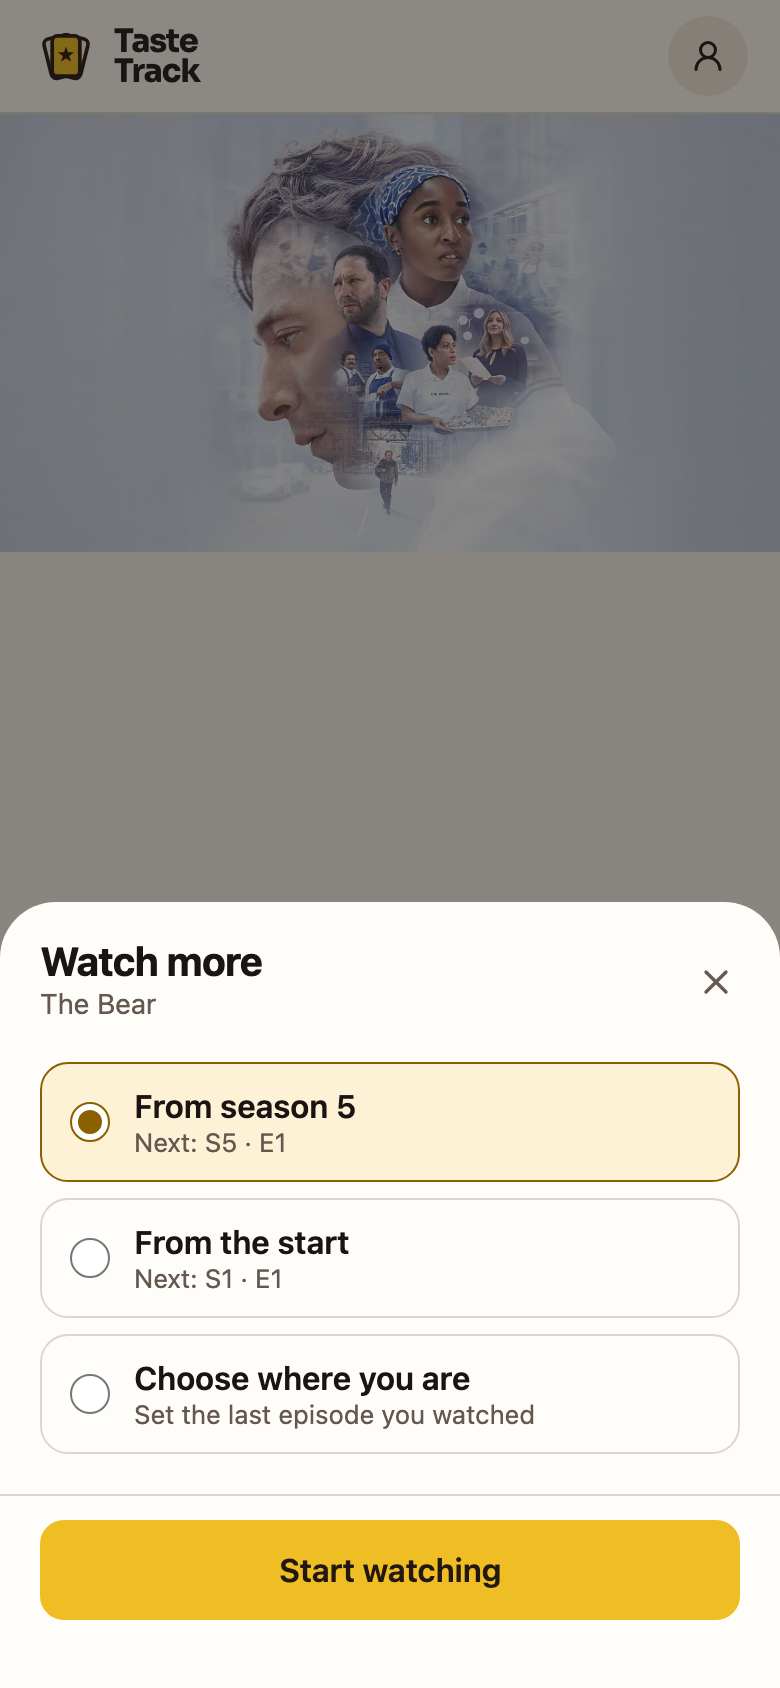 Taste
Track
Watch more
The Bear
From season 5
Next: S5 · E1
From the start
Next: S1 · E1
Choose where you are
Set the last episode you watched
Start watching